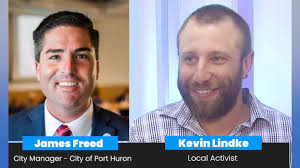 James Freed
City Manager - City of Port Huron
Kevin Lindke
Local Activist